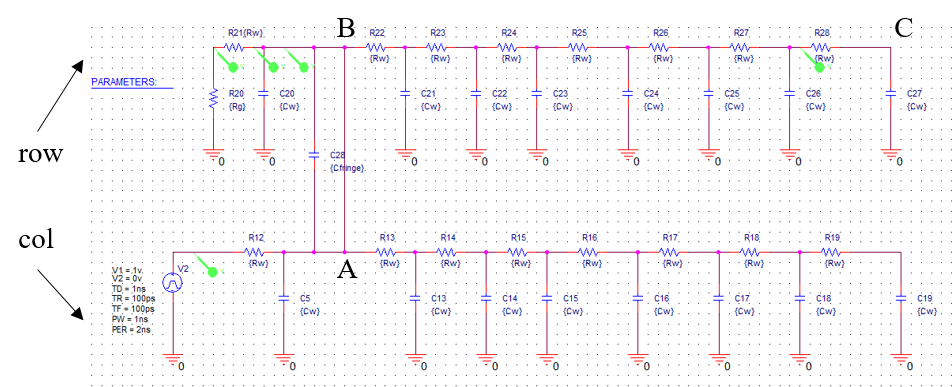 B
C
R21{Rw}
R22
R23
R24
R25
R26
R27
R28
{Rw}
{Rw}
{Rw}
{Rw}
{Rw}
{Rw}
{Rw}
PARAMETERS:
R20
{Rg}
C20
{Cw}
C21
{Cw}
C22
{Cw}
C23
{Cw}
C24
{Cw}
C25
{Cw}
C26
{Cw}
C27
{Cw}
0
0
0
0
0
0
0
0
0
row
C28
{Cfringe}
col
R12
{Rw}
A
R13
{Rw}
R14
{Rw}
R15
{Rw}
R16
{Rw}
R17
{Rw}
R18
{Rw}
R19
{Rw}
V2
V1 = 1v
V2 = 0v
TD = 1ns
TR = 100ps
TF = 100ps
PW = 1ns
PER = 2ns
C5
{Cw}
C13
{Cw}
C14
{Cw}
C15
{Cw}
C16
{Cw}
C17
{Cw}
C18
{Cw}
C19
{Cw}
0
0
0
0
0
0
0
0
0